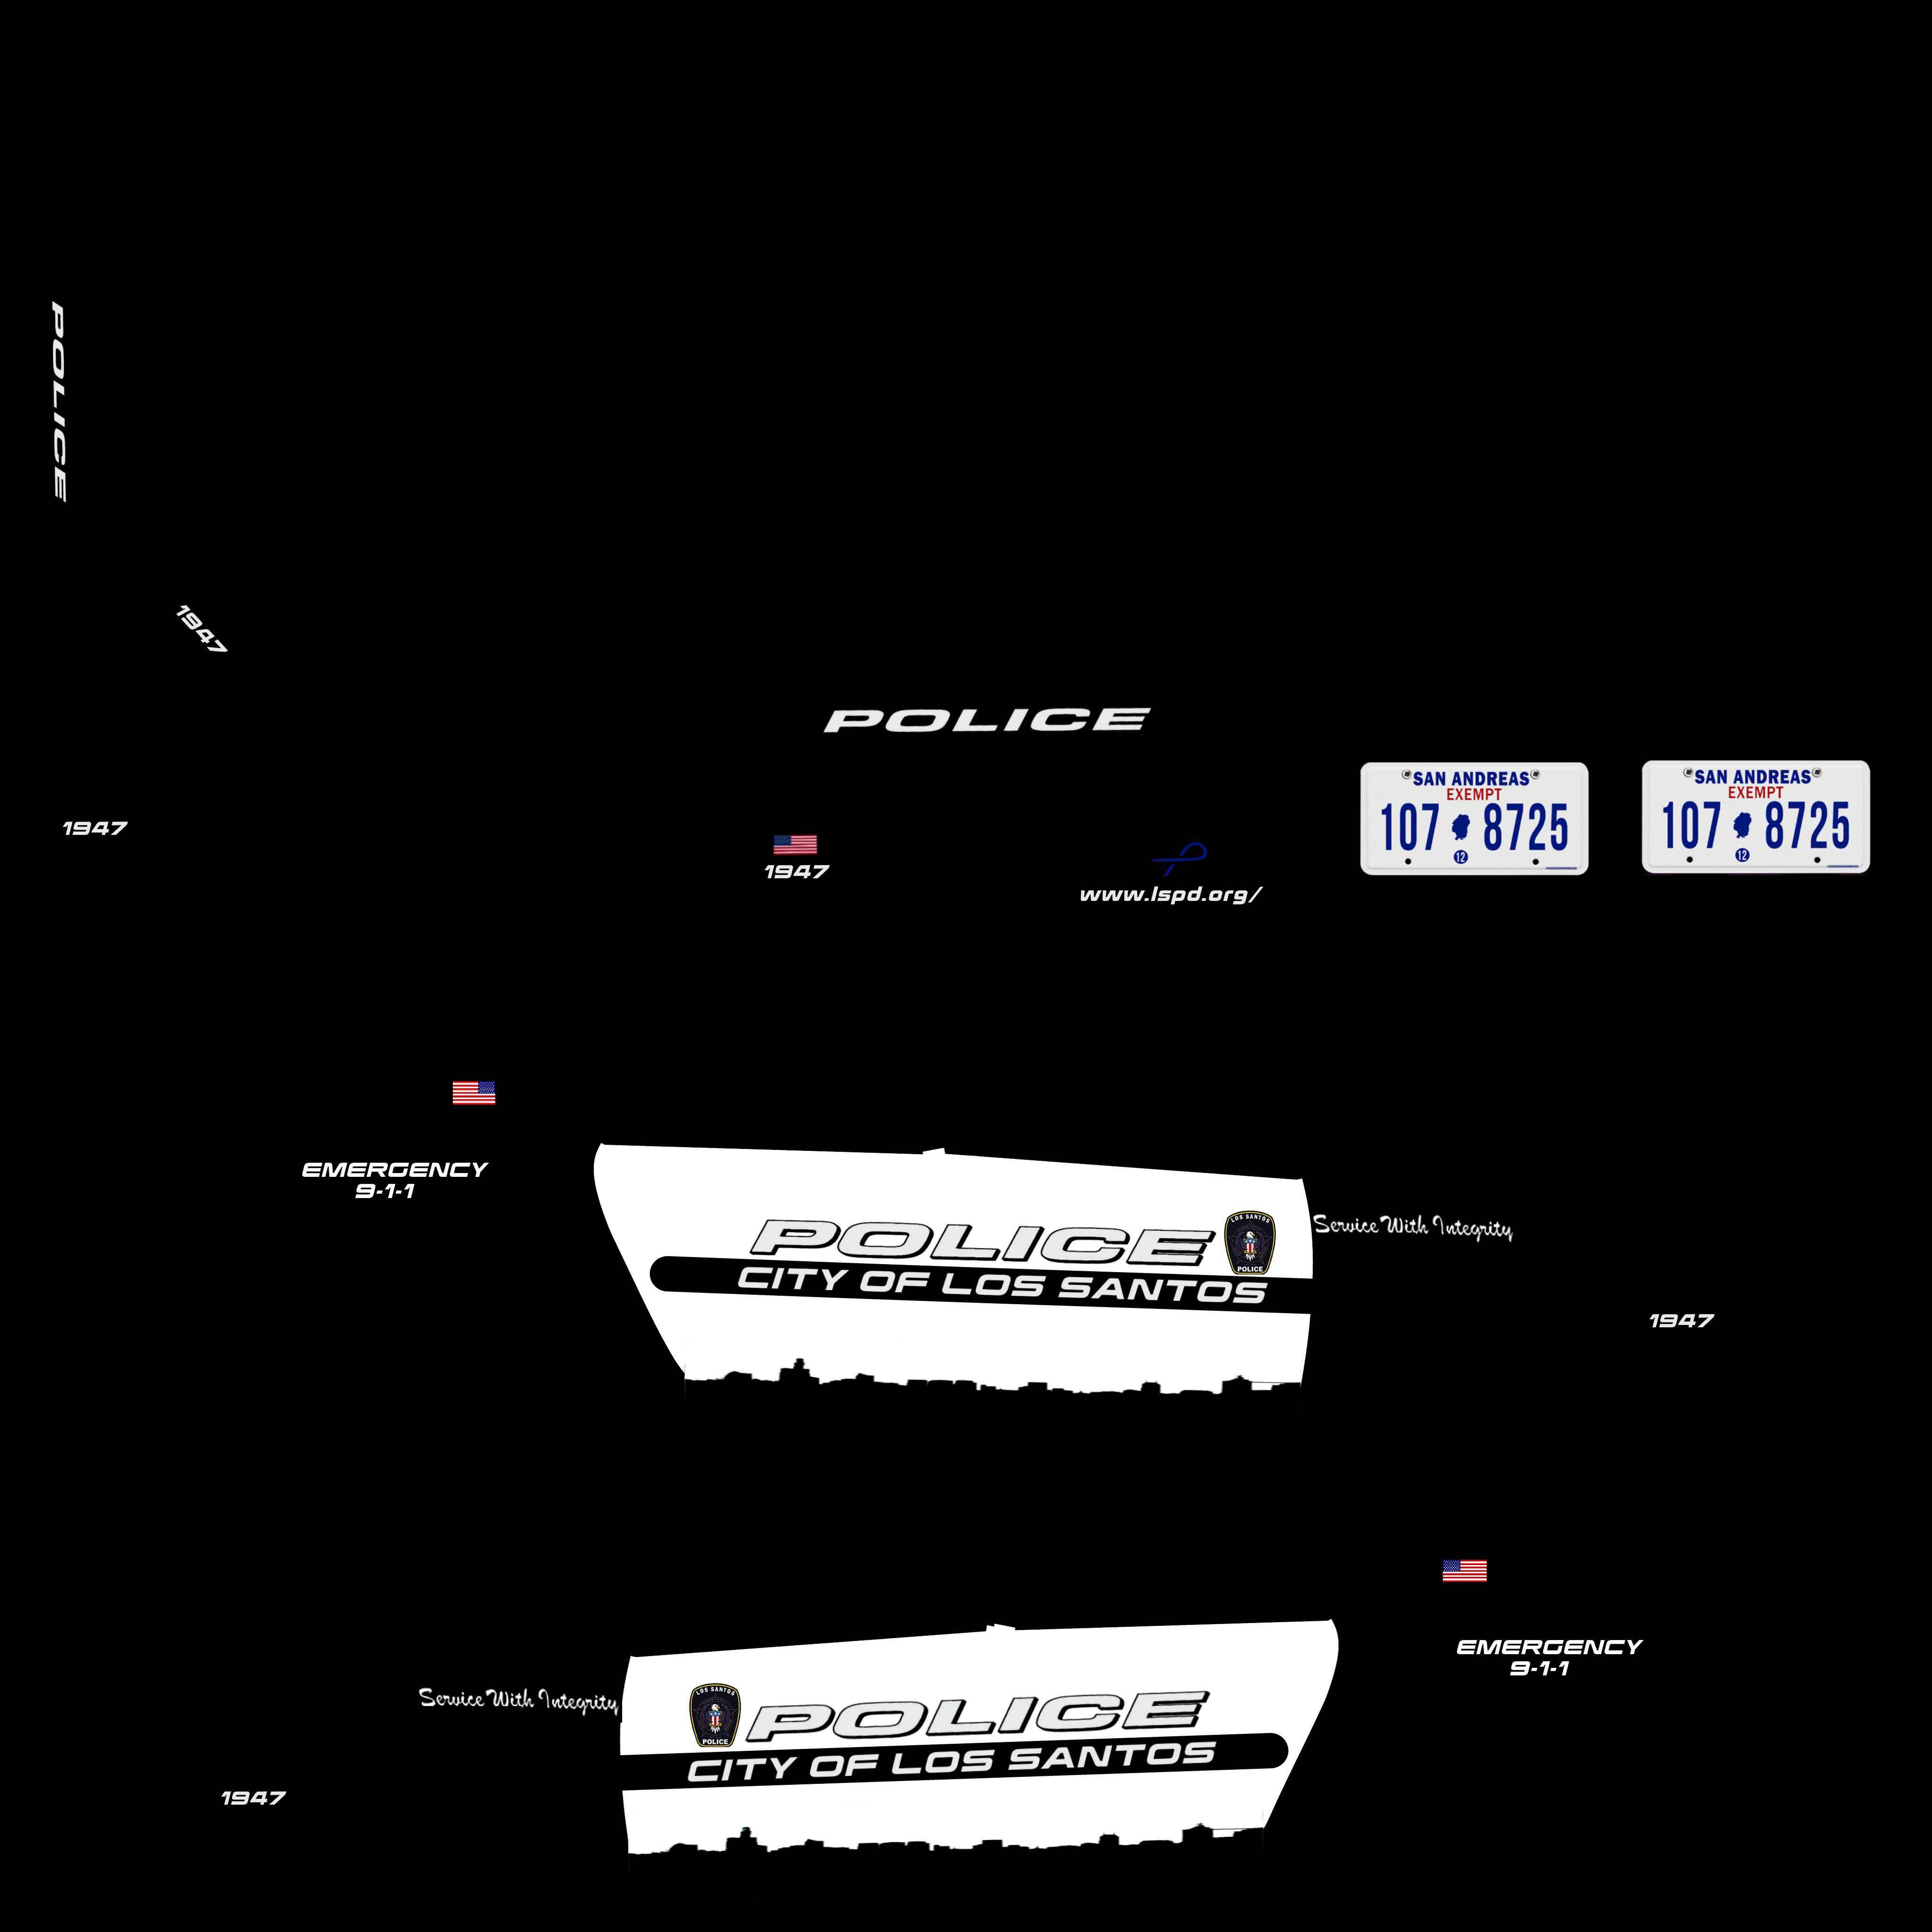 POLICE
1947
POLICE
SAN ANDREAS
EXEMPT
107 8725
12
SAN ANDREAS
EXEMPT
107 8725
12
1947
1947
www.lspd.org/
EMERGENCY
9-1-1
POLICE
LOS SANTOS
POLICE
CITY OF LOS SANTOS
Service With Integrity
1947
EMERGENCY
9-1-1
Service With Integrity
LOS SANTOS
POLICE
POLICE
CITY OF LOS SANTOS
1947